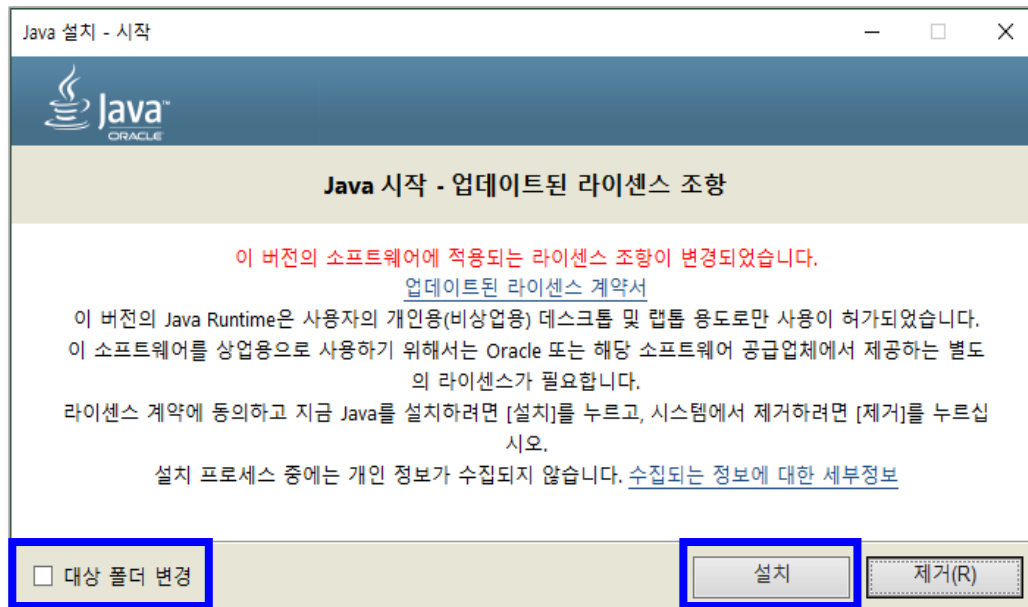 Java 설치 - 시작
Java™
ORACLE
Java 시작 - 업데이트된 라이센스 조항
이 버전의 소프트웨어에 적용되는 라이센스 조항이 변경되었습니다.
업데이트된 라이센스 계약서
이 버전의 Java Runtime은 사용자의 개인용(비상업용) 데스크톱 및 랩톱 용도로만 사용이 허가되었습니다.
이 소프트웨어를 상업용으로 사용하기 위해서는 Oracle 또는 해당 소프트웨어 공급업체에서 제공하는 별도
의 라이센스가 필요합니다.
라이센스 계약에 동의하고 지금 Java를 설치하려면 [설치]를 누르고, 시스템에서 제거하려면 [제거]를 누르십
시오.
설치 프로세스 중에는 개인 정보가 수집되지 않습니다. 수집되는 정보에 대한 세부정보
대상 폴더 변경 설치 제거(R)